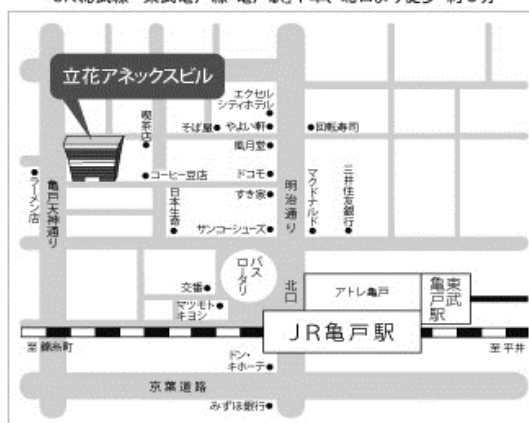 立花アネックスビル
エクセル
シティホテル
喫茶店
そば屋
やよい軒
回転寿司
風月堂
コーヒー豆店
ドコモ
ラーメン店
亀戸天神通り
日本生命
すき家
明治通り
マクドナルド
三井住友銀行
サンコーシューズ
バス
ロータリー
北口
交番
アトレ亀戸
東武
亀戸駅
マツモト
キヨシ
JR亀戸駅
至 錦糸町
至 平井
ドン・
キホーテ
京葉道路
みずほ銀行